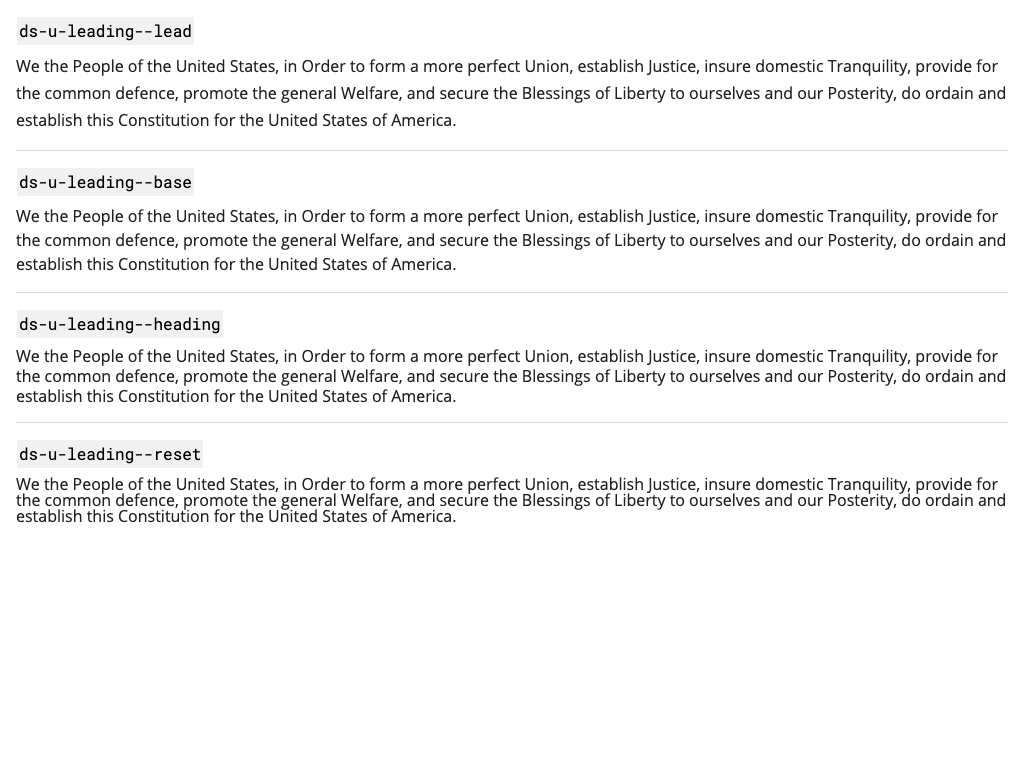 ds-u-leading--lead
We the People of the United States, in Order to form a more perfect Union, establish Justice, insure domestic Tranquility, provide for
the common defence, promote the general Welfare, and secure the Blessings of Liberty to ourselves and our Posterity, do ordain and
establish this Constitution for the United States of America.
ds-u-leading--base
We the People of the United States, in Order to form a more perfect Union, establish Justice, insure domestic Tranquility, provide for
the common defence, promote the general Welfare, and secure the Blessings of Liberty to ourselves and our Posterity, do ordain and
establish this Constitution for the United States of America.
ds-u-leading--heading
We the People of the United States, in Order to form a more perfect Union, establish Justice, insure domestic Tranquility, provide for
the common defence, promote the general Welfare, and secure the Blessings of Liberty to ourselves and our Posterity, do ordain and
establish this Constitution for the United States of America.
ds-u-leading--reset
We the People of the United States, in Order to form a more perfect Union, establish Justice, insure domestic Tranquility, provide for
the common defence, promote the general Welfare, and secure the Blessings of Liberty to ourselves and our Posterity, do ordain and
establish this Constitution for the United States of America.